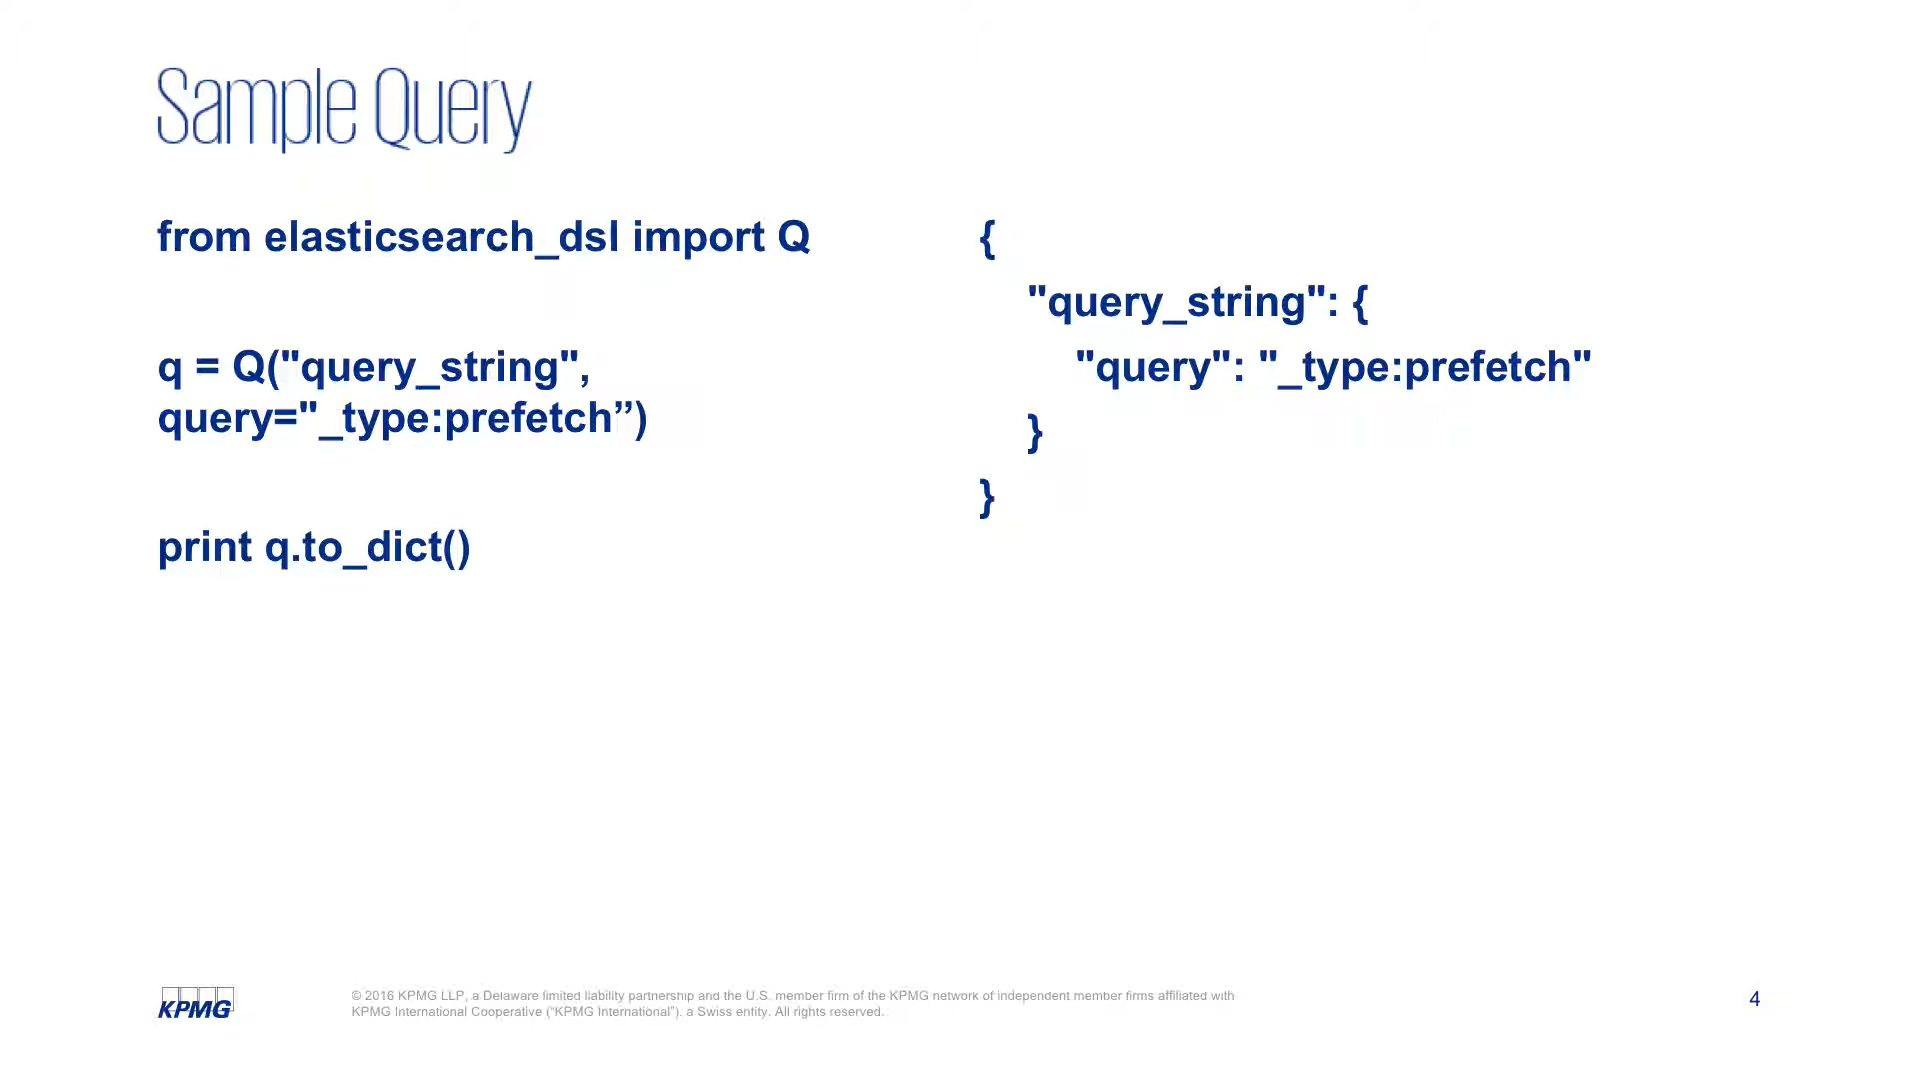 Sample Query
from elasticsearch_dsl import Q
q = Q("query_string",
query="_type:prefetch”)
print q.to_dict()
{
"query_string": {
"query": "_type:prefetch"
}
}
KPMG
© 2016 KPMG LLP, a Delaware limited liability partnership and the U.S. member firm of the KPMG network of independent member firms affiliated with
KPMG International Cooperative (“KPMG International”), a Swiss entity. All rights reserved.
4